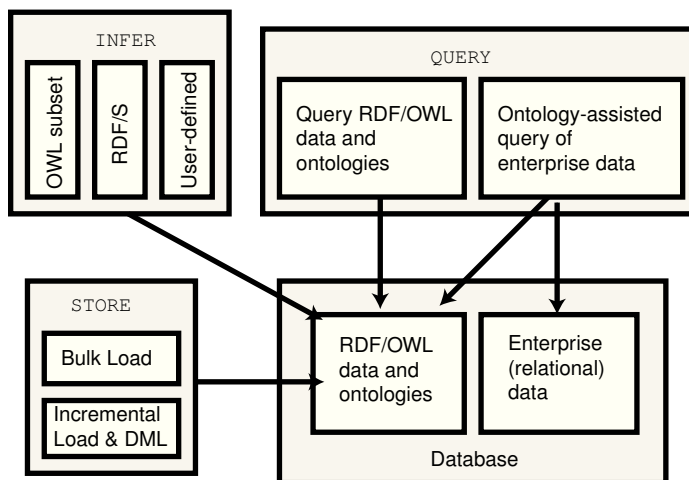 INFER
OWL subset
RDF/S
User-defined
QUERY
Query RDF/OWL
data and
ontologies
Ontology-assisted
query of
enterprise data
STORE
Bulk Load
Incremental
Load & DML
RDF/OWL
data and
ontologies
Enterprise
(relational)
data
Database